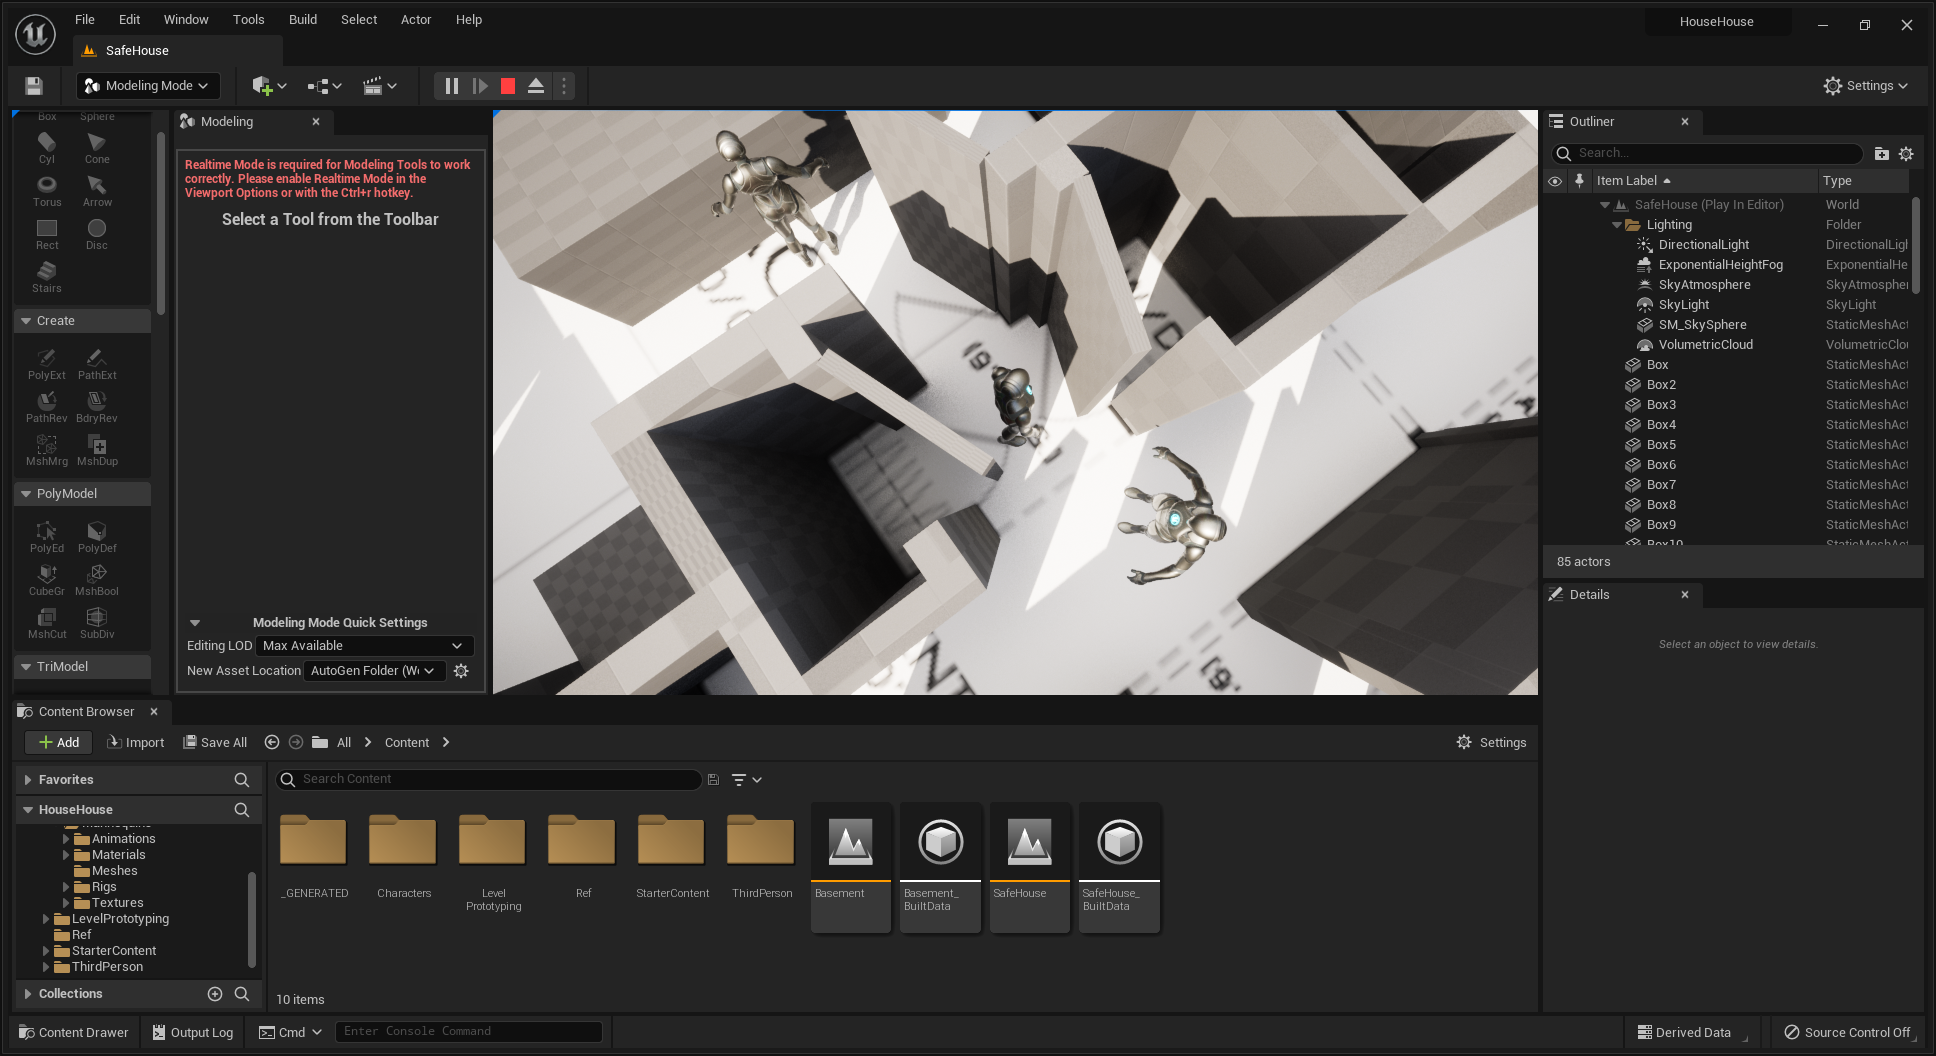 File Edit Window Tools Build Select Actor Help
HouseHouse
SafeHouse
Modeling Mode
Settings
Box Sphere
Cyl Cone
Torus Arrow
Rect Disc
Stairs
Create
PolyExt PathExt
PathRev BdryRev
MshMrg MshDup
PolyModel
PolyEd PolyDef
CubeGr MshBool
MshCut SubDiv
TriModel
Modeling
Realtime Mode is required for Modeling Tools to work
correctly. Please enable Realtime Mode in the
Viewport Options or with the Ctrl+r hotkey.
Select a Tool from the Toolbar
Modeling Mode Quick Settings
Editing LOD Max Available
New Asset Location AutoGen Folder (W
Outliner
Search...
Item Label Type
SafeHouse (Play In Editor) World
Lighting Folder
DirectionalLight DirectionalLigh
ExponentialHeightFog ExponentialHe
SkyAtmosphere SkyAtmospher
SkyLight SkyLight
SM_SkySphere StaticMeshAct
VolumetricCloud VolumetricClou
Box StaticMeshAct
Box2 StaticMeshAct
Box3 StaticMeshAct
Box4 StaticMeshAct
Box5 StaticMeshAct
Box6 StaticMeshAct
Box7 StaticMeshAct
Box8 StaticMeshAct
Box9 StaticMeshAct
Box10 StaticMeshAct
85 actors
Details
Select an object to view details.
Content Browser
Add Import Save All All Content Settings
Favorites
HouseHouse
Mannequins
Animations
Materials
Meshes
Rigs
Textures
LevelPrototyping
Ref
StarterContent
ThirdPerson
Collections
Search Content
_GENERATED
Characters
Level
Prototyping
Ref
StarterContent
ThirdPerson
Basement
Basement_
BuiltData
SafeHouse
SafeHouse_
BuiltData
10 items
Content Drawer Output Log Cmd Enter Console Command Derived Data Source Control Off